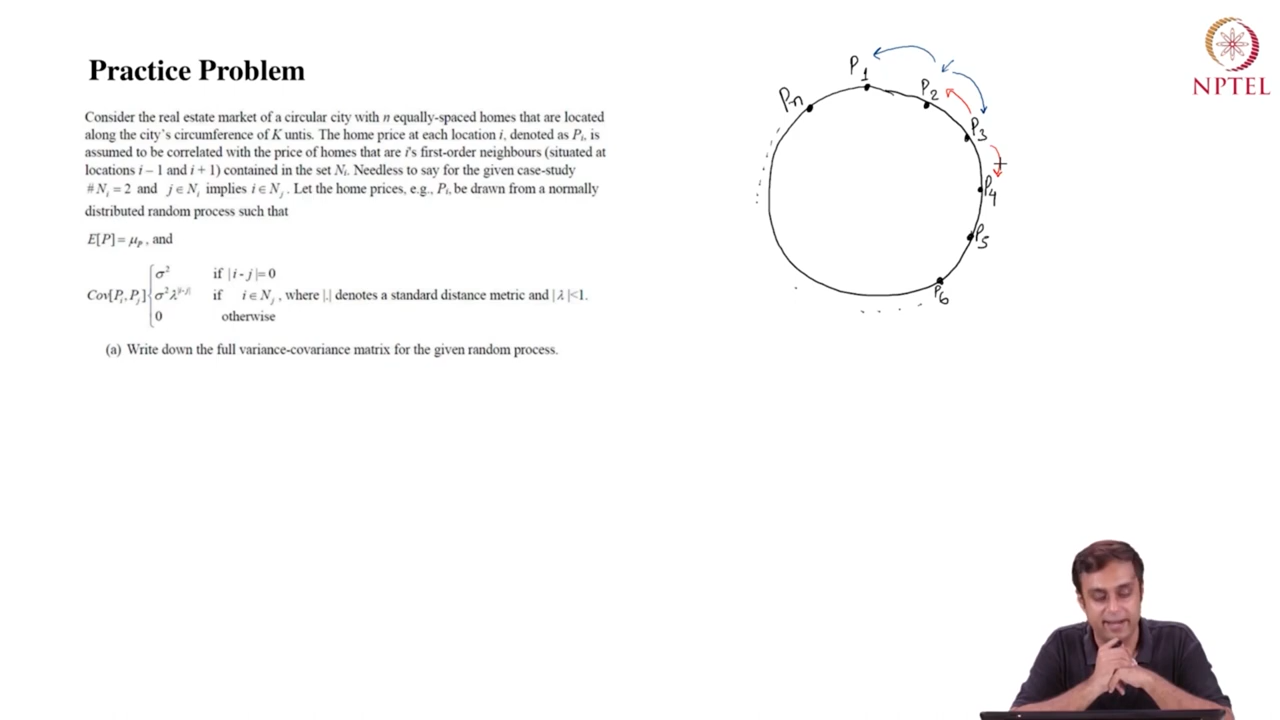 Practice Problem
Consider the real estate market of a circular city with n equally-spaced homes that are located
along the city's circumference of K untis. The home price at each location i, denoted as Pᵢ, is
assumed to be correlated with the price of homes that are i's first-order neighbours (situated at
locations i – 1 and i + 1) contained in the set Nᵢ. Needless to say for the given case-study
#Nᵢ = 2 and j ∈ Nᵢ implies i ∈ Nⱼ. Let the home prices, e.g., Pᵢ, be drawn from a normally
distributed random process such that
E[P] = μₚ, and
σ² if |i - j|=0
Cov[Pᵢ, Pⱼ]{σ²λ^|i-j| if i ∈ Nⱼ, where |.| denotes a standard distance metric and |λ|<1.
0 otherwise
(a) Write down the full variance-covariance matrix for the given random process.
P1
P2
P3
P4
P5
P6
Pn
NPTEL